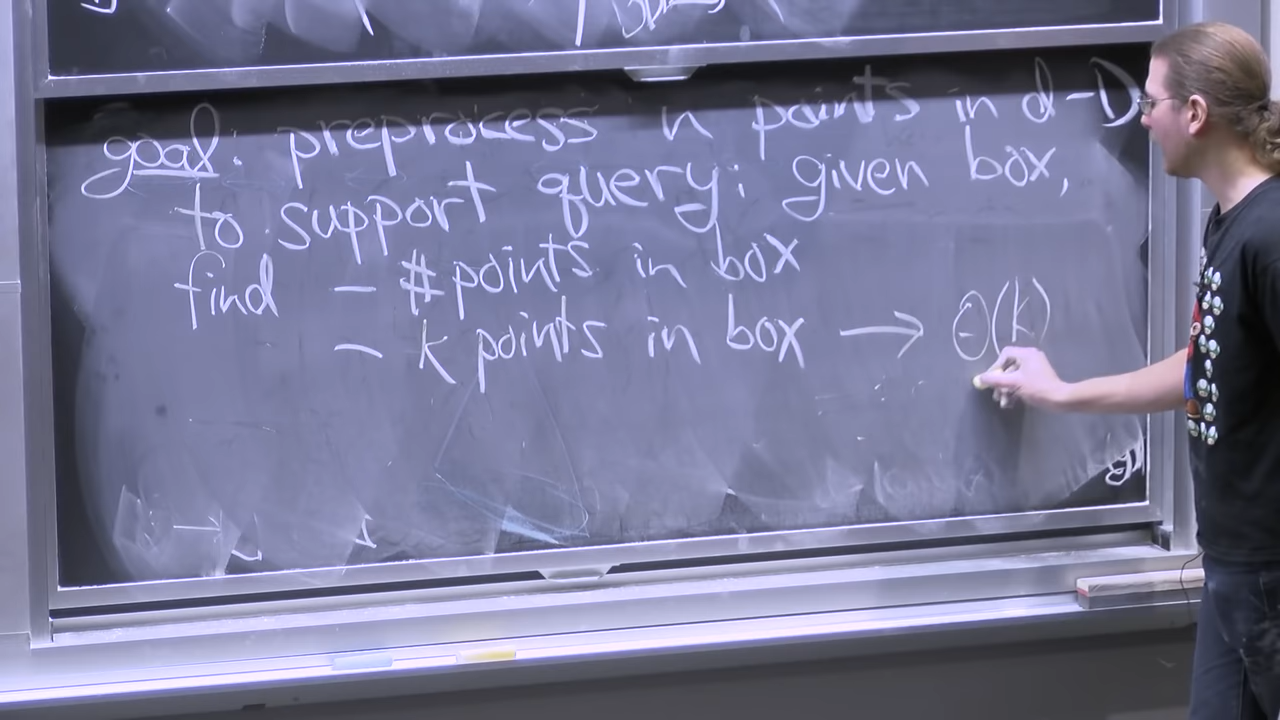 goal: preprocess n points in d-D
to support query: given box,
find - # points in box
- k points in box → Θ(k)